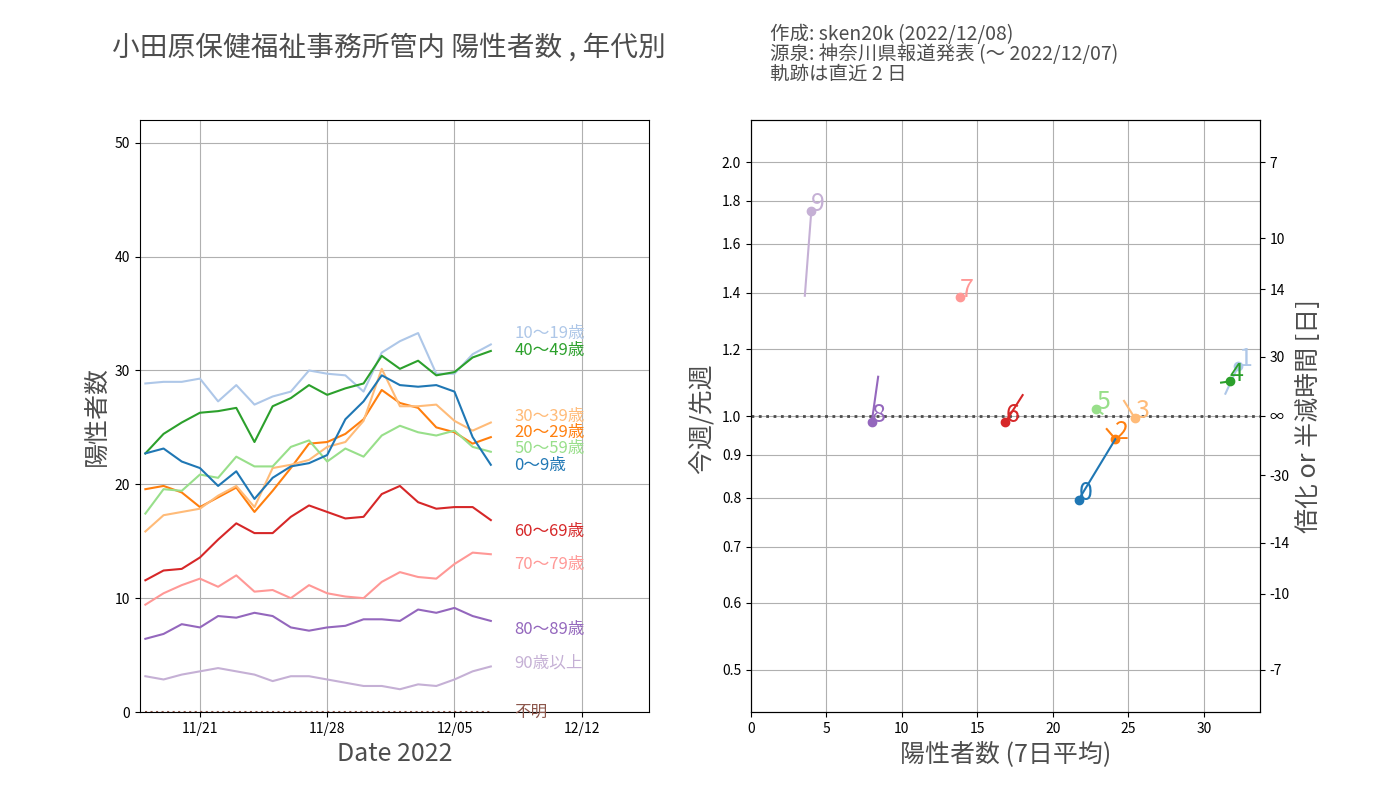 小田原保健福祉事務所管内 陽性者数 , 年代別
作成: sken20k (2022/12/08)
源泉: 神奈川県報道発表 (〜 2022/12/07)
軌跡は直近 2 日
陽性者数
50
40
30
20
10
0
10〜19歳
40〜49歳
30〜39歳
20〜29歳
50〜59歳
0〜9歳
60〜69歳
70〜79歳
80〜89歳
90歳以上
不明
11/21
11/28
12/05
12/12
Date 2022
今週/先週
2.0
1.8
1.6
1.4
1.2
1.0
0.9
0.8
0.7
0.6
0.5
9
7
1
4
5
3
8
6
2
0
7
10
14
30
∞
-30
-14
-10
-7
倍化 or 半減時間 [日]
0
5
10
15
20
25
30
陽性者数 (7日平均)